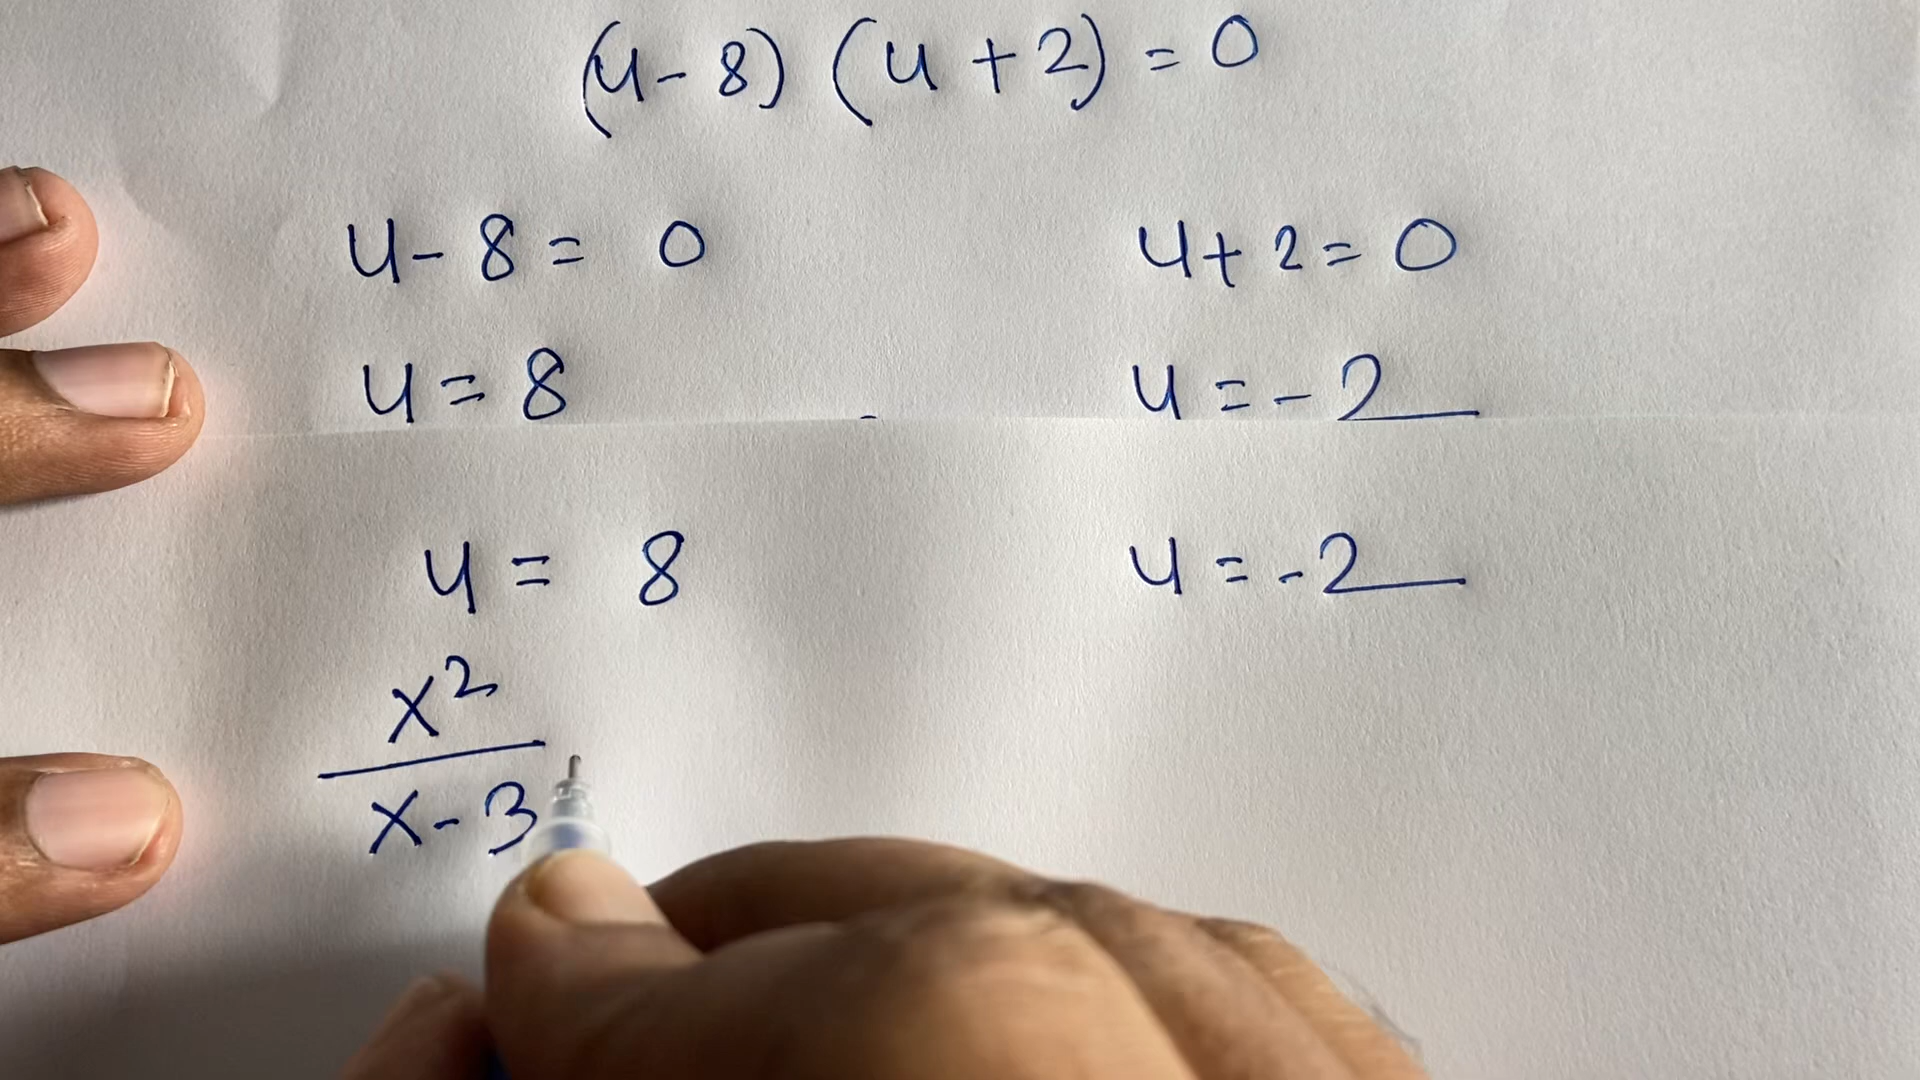 (u-8) (u+2) = 0
u-8 = 0 u+2=0
u=8 u=-2
u = 8 u=-2
x²
x-3